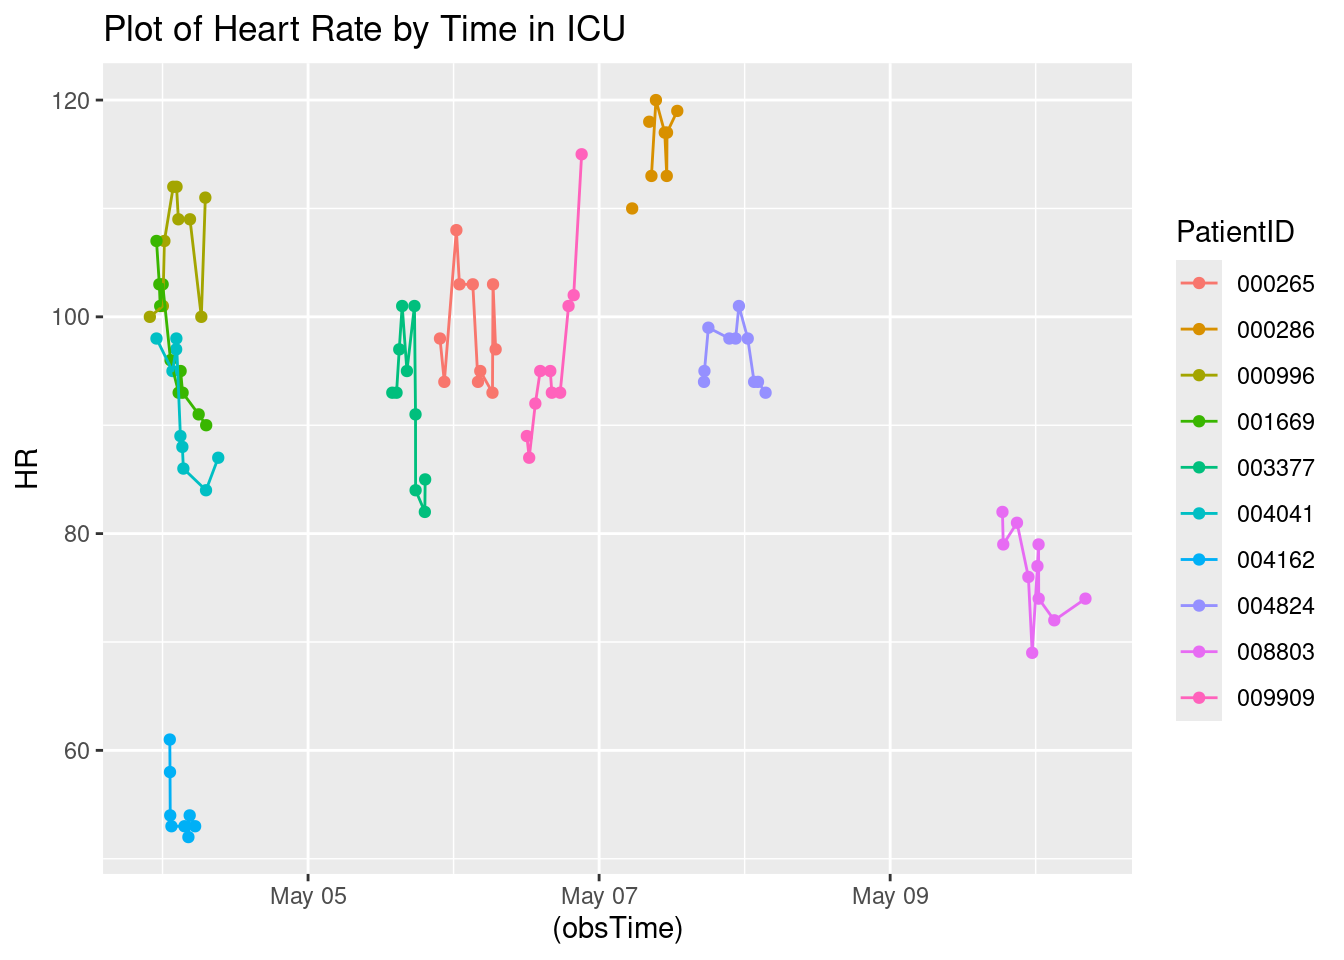 Plot of Heart Rate by Time in ICU
120
100
80
60
HR
May 05
May 07
May 09
(obsTime)
PatientID
000265
000286
000996
001669
003377
004041
004162
004824
008803
009909